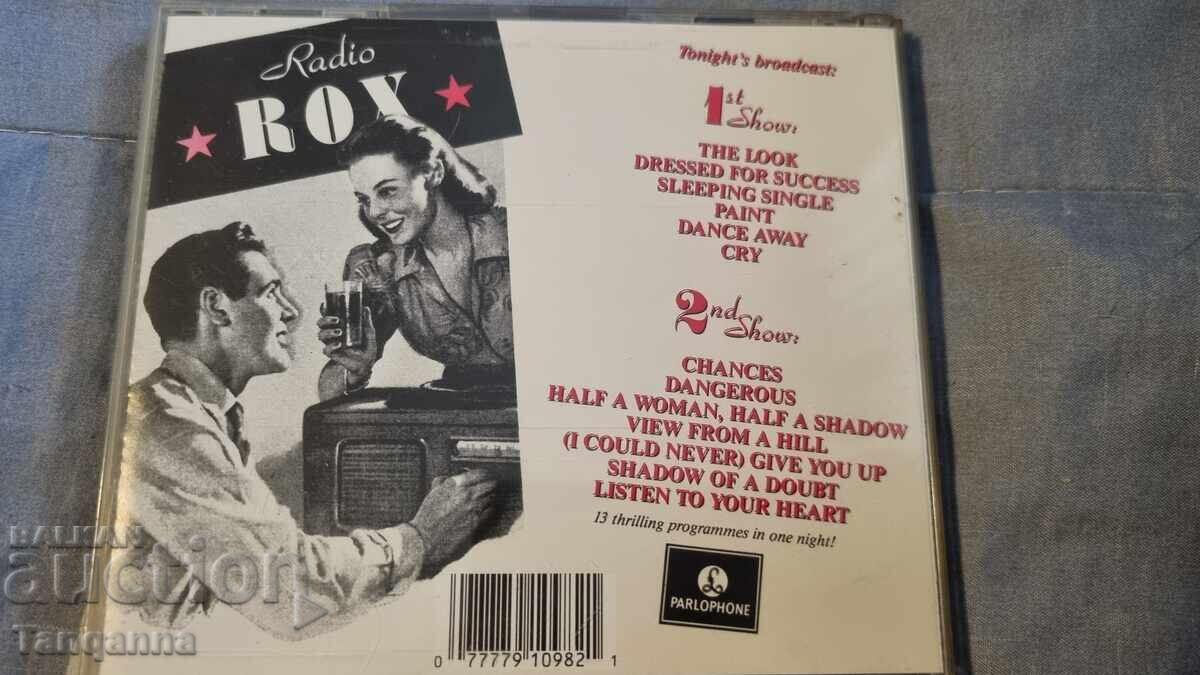 Radio
ROX
Tonight's broadcast:
1st Show:
THE LOOK
DRESSED FOR SUCCESS
SLEEPING SINGLE
PAINT
DANCE AWAY
CRY
2nd Show:
CHANCES
DANGEROUS
HALF A WOMAN, HALF A SHADOW
VIEW FROM A HILL
(I COULD NEVER) GIVE YOU UP
SHADOW OF A DOUBT
LISTEN TO YOUR HEART
13 thrilling programmes in one night!
£
PARLOPHONE
0 77779 10982 1
BALKAN
auction
Tanqanna